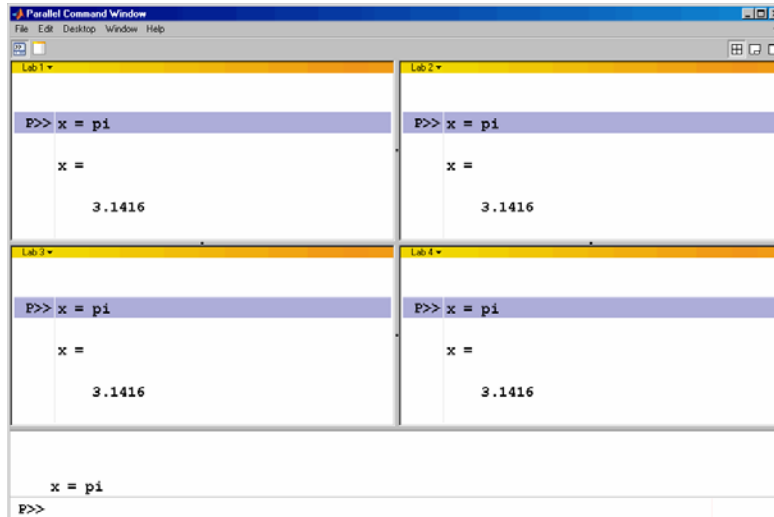 Parallel Command Window
File Edit Desktop Window Help
Lab 1
P>> x = pi
x =
3.1416
Lab 2
P>> x = pi
x =
3.1416
Lab 3
P>> x = pi
x =
3.1416
Lab 4
P>> x = pi
x =
3.1416
x = pi
P>>